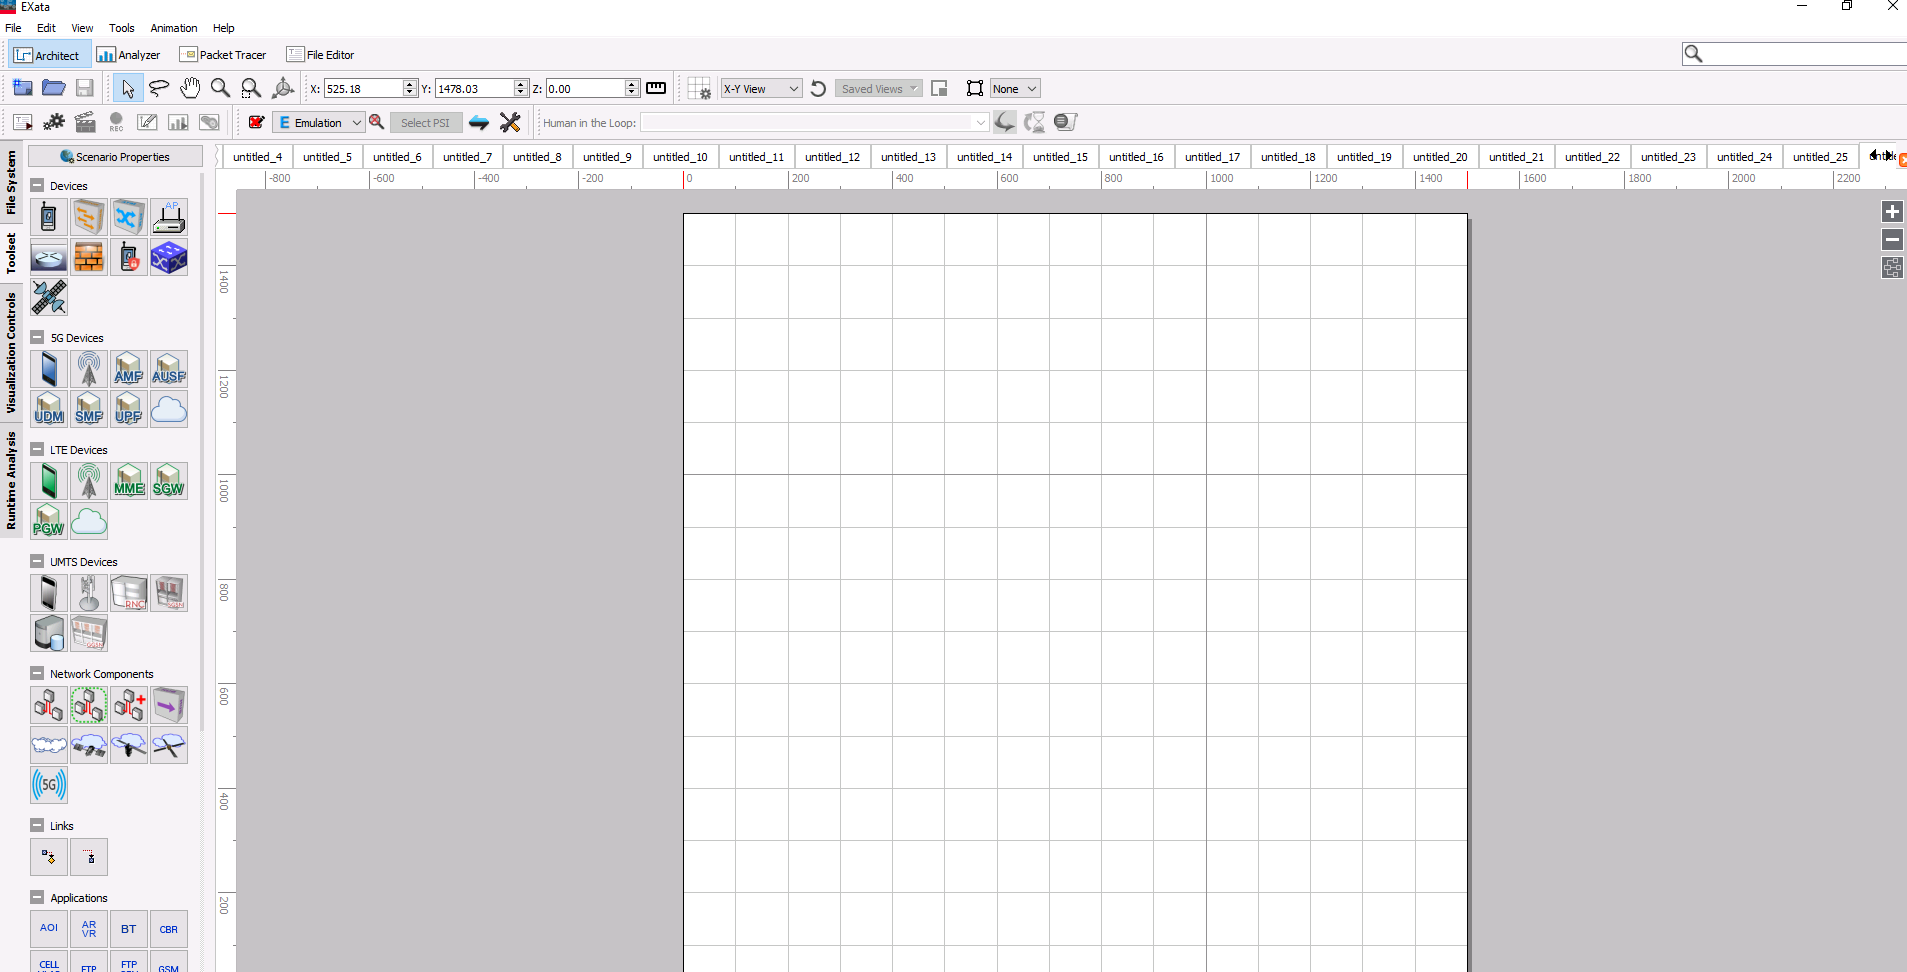 EXata
File Edit View Tools Animation Help
Architect Analyzer Packet Tracer File Editor
X: 525.18 Y: 1478.03 Z: 0.00 X-Y View Saved Views None
REC E Emulation Select PSI Human in the Loop:
Scenario Properties untitled_4 untitled_5 untitled_6 untitled_7 untitled_8 untitled_9 untitled_10 untitled_11 untitled_12 untitled_13 untitled_14 untitled_15 untitled_16 untitled_17 untitled_18 untitled_19 untitled_20 untitled_21 untitled_22 untitled_23 untitled_24 untitled_25
-800 -600 -400 -200 0 200 400 600 800 1000 1200 1400 1600 1800 2000 2200
File System
Toolset
Visualization Controls
Runtime Analysis
Devices
AP
5G Devices
AMF AUSF
UDM SMF UPF
LTE Devices
MME SGW
PGW
UMTS Devices
RNC SGSN
GGSN
Network Components
5G
Links
Applications
AOI AR VR BT CBR
CELL FTP FTP GSM
1400
1200
1000
800
600
400
200